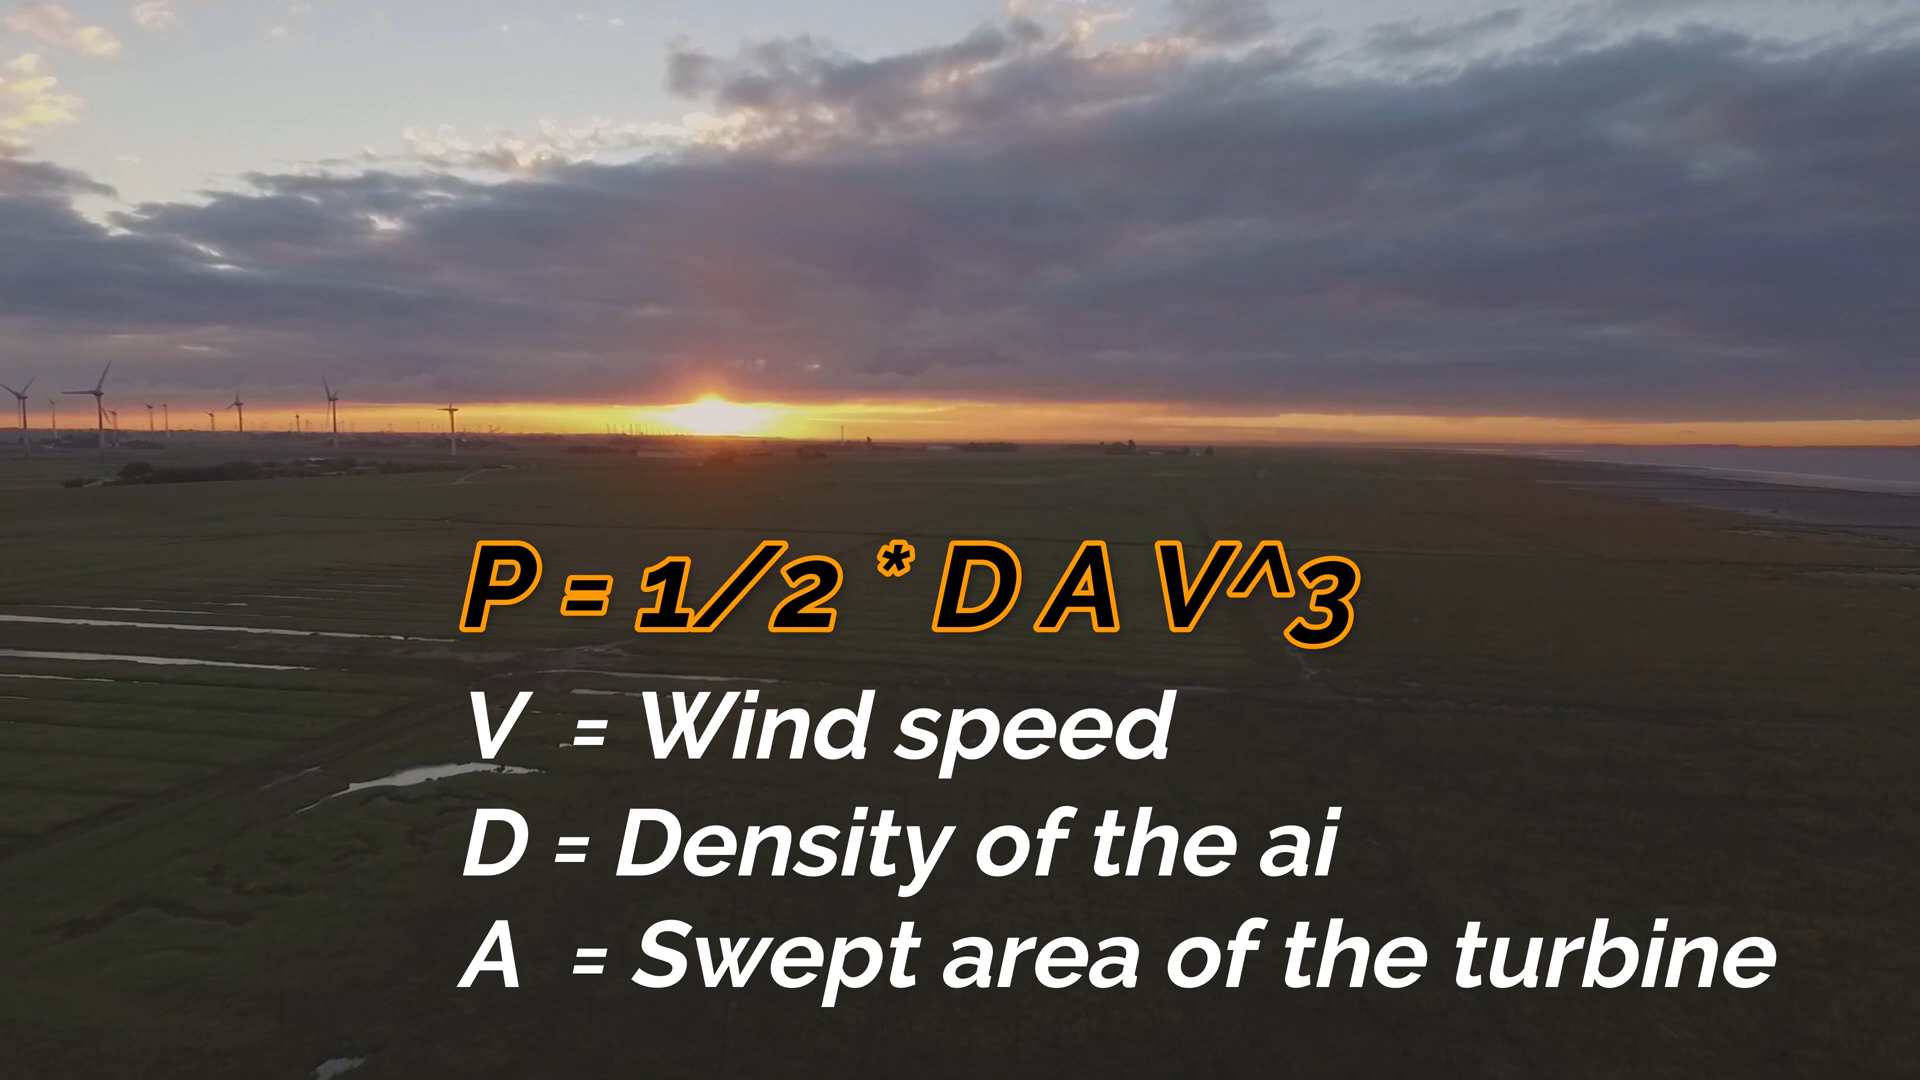 P = 1/2 * D A V^3
V = Wind speed
D = Density of the ai
A = Swept area of the turbine